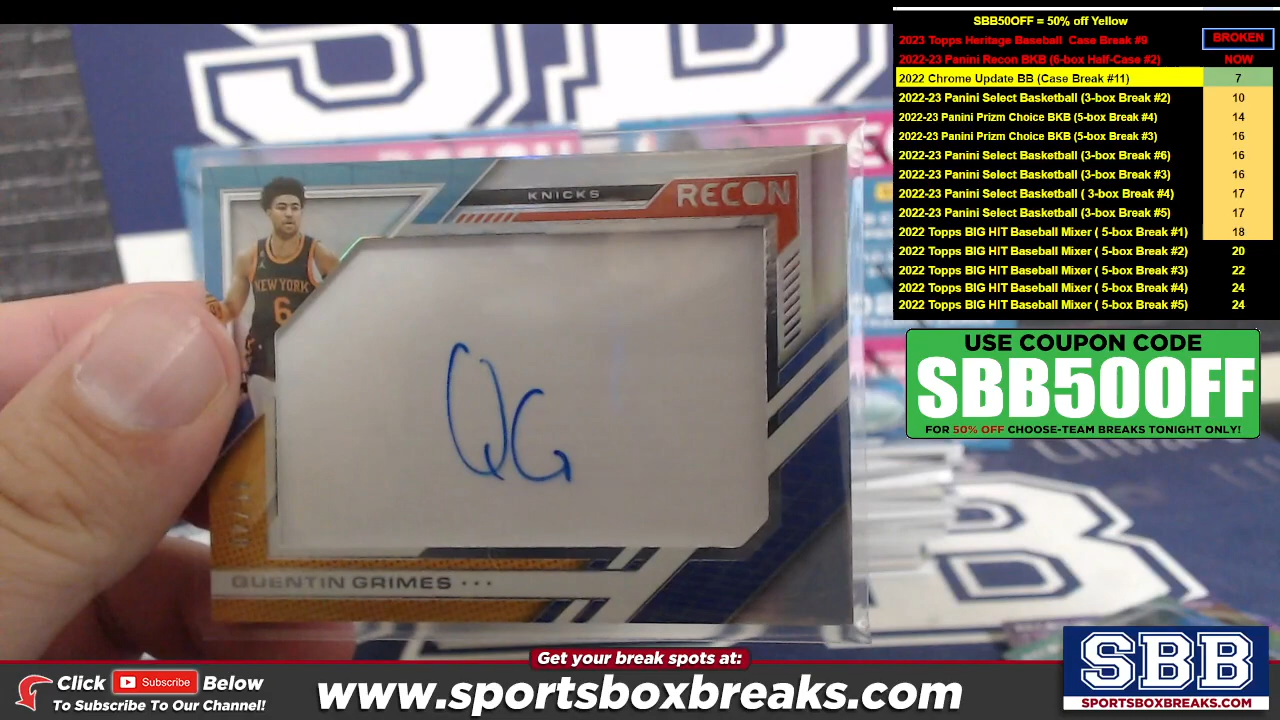 SBB50OFF = 50% off Yellow
2023 Topps Heritage Baseball Case Break #9 BROKEN
2022-23 Panini Recon BKB (6-box Half-Case #2) NOW
2022 Chrome Update BB (Case Break #11) 7
2022-23 Panini Select Basketball (3-box Break #2) 10
2022-23 Panini Prizm Choice BKB (5-box Break #4) 14
2022-23 Panini Prizm Choice BKB (5-box Break #3) 16
2022-23 Panini Select Basketball (3-box Break #6) 16
2022-23 Panini Select Basketball (3-box Break #3) 16
2022-23 Panini Select Basketball ( 3-box Break #4) 17
2022-23 Panini Select Basketball (3-box Break #5) 17
2022 Topps BIG HIT Baseball Mixer ( 5-box Break #1) 18
2022 Topps BIG HIT Baseball Mixer ( 5-box Break #2) 20
2022 Topps BIG HIT Baseball Mixer ( 5-box Break #3) 22
2022 Topps BIG HIT Baseball Mixer ( 5-box Break #4) 24
2022 Topps BIG HIT Baseball Mixer ( 5-box Break #5) 24
USE COUPON CODE
SBB50OFF
FOR 50% OFF CHOOSE-TEAM BREAKS TONIGHT ONLY!
KNICKS
RECON
NEW YORK
6
QG
QUENTIN GRIMES
Get your break spots at:
Click Subscribe Below
To Subscribe To Our Channel!
www.sportsboxbreaks.com
SBB
SPORTSBOXBREAKS.COM